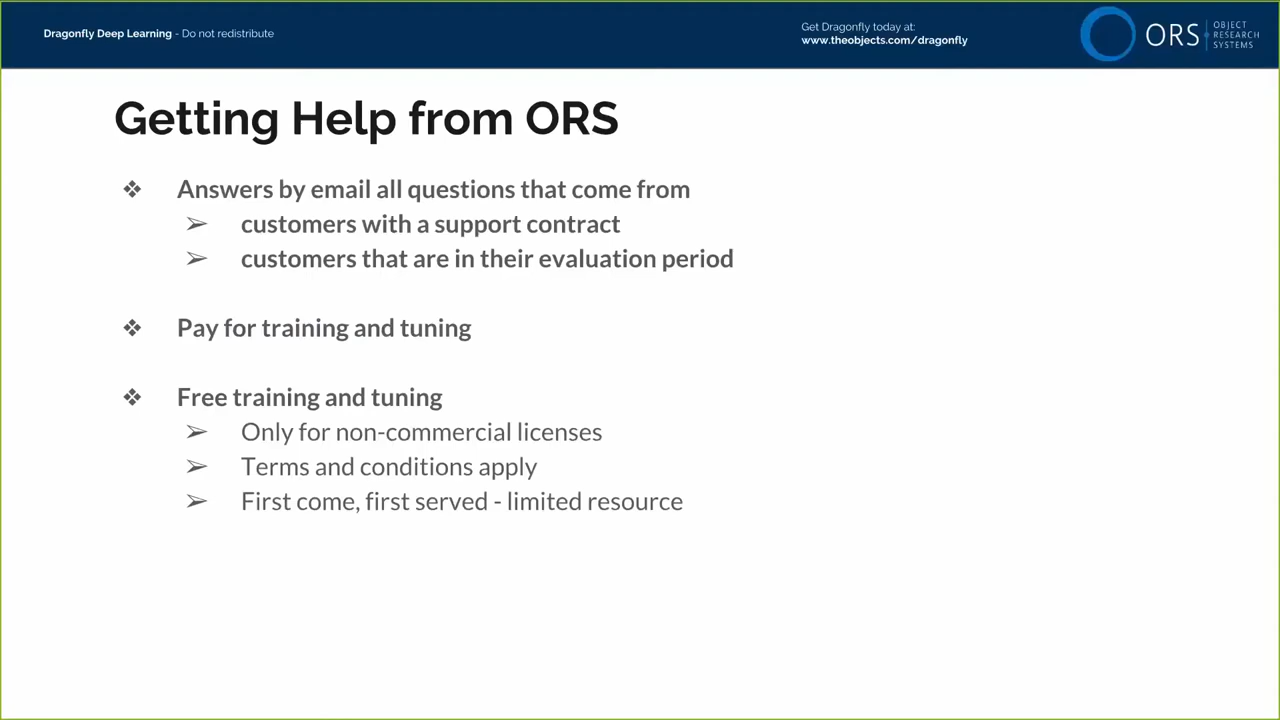 Dragonfly Deep Learning - Do not redistribute
Get Dragonfly today at:
www.theobjects.com/dragonfly
ORS
OBJECT
RESEARCH
SYSTEMS
Getting Help from ORS
❖ Answers by email all questions that come from
➢ customers with a support contract
➢ customers that are in their evaluation period
❖ Pay for training and tuning
❖ Free training and tuning
➢ Only for non-commercial licenses
➢ Terms and conditions apply
➢ First come, first served - limited resource